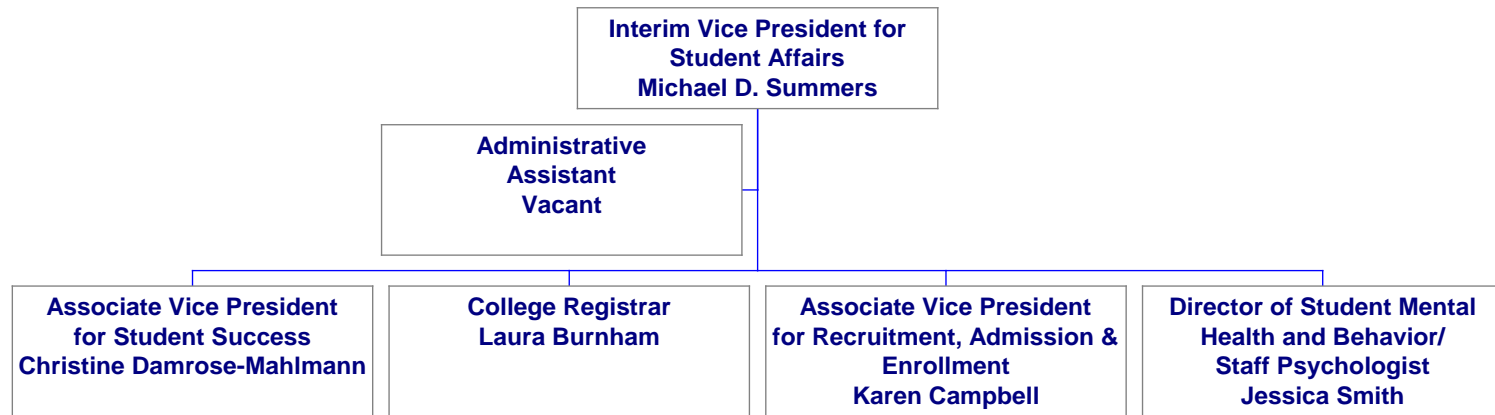 Interim Vice President for
Student Affairs
Michael D. Summers
Administrative
Assistant
Vacant
Associate Vice President
for Student Success
Christine Damrose-Mahlmann
College Registrar
Laura Burnham
Associate Vice President
for Recruitment, Admission &
Enrollment
Karen Campbell
Director of Student Mental
Health and Behavior/
Staff Psychologist
Jessica Smith